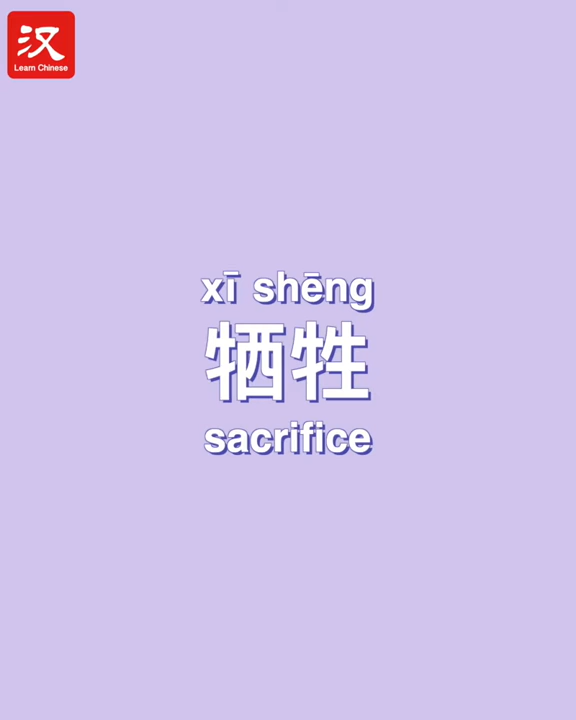 汉
Learn Chinese
xī shēng
牺牲
sacrifice